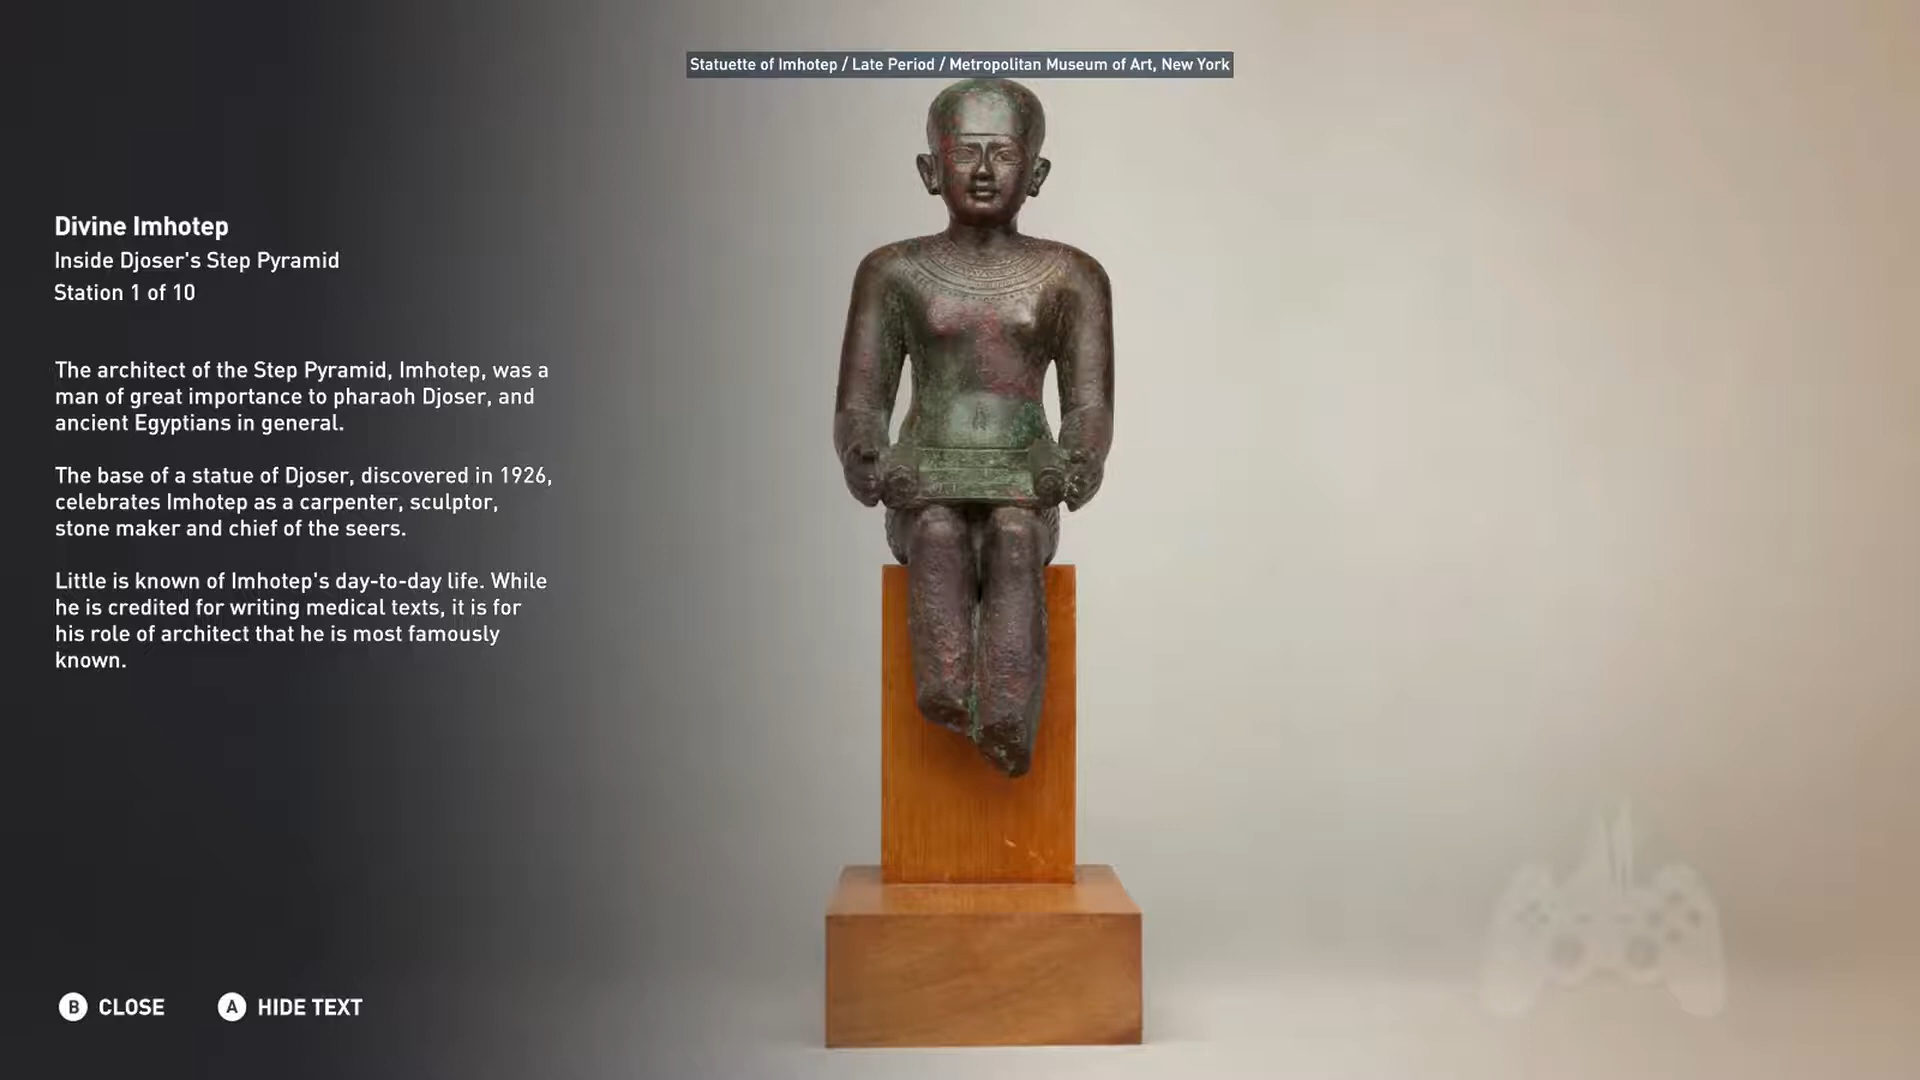 Statuette of Imhotep / Late Period / Metropolitan Museum of Art, New York
Divine Imhotep
Inside Djoser's Step Pyramid
Station 1 of 10
The architect of the Step Pyramid, Imhotep, was a
man of great importance to pharaoh Djoser, and
ancient Egyptians in general.
The base of a statue of Djoser, discovered in 1926,
celebrates Imhotep as a carpenter, sculptor,
stone maker and chief of the seers.
Little is known of Imhotep's day-to-day life. While
he is credited for writing medical texts, it is for
his role of architect that he is most famously
known.
B CLOSE A HIDE TEXT